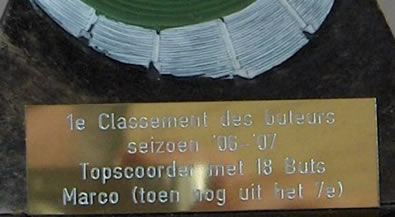 1e Classement des buteurs
seizoen '06-'07
Topscoorder met 18 Buts
Marco (toen nog uit het 7e)